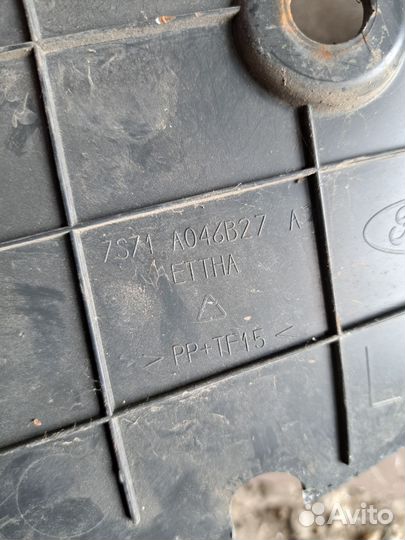 7S71 A046B27 A
ETTHA
> PP+TF15 <
L
Avito